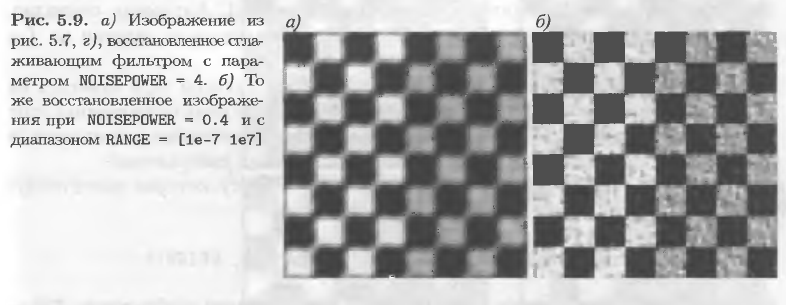 Рис. 5.9. а) Изображение из
рис. 5.7, г), восстановленное сгла-
живающим фильтром с пара-
метром NOISEPOWER = 4. б) То
же восстановленное изображе-
ния при NOISEPOWER = 0.4 и с
диапазоном RANGE = [1e-7 1e7]
а)
б)